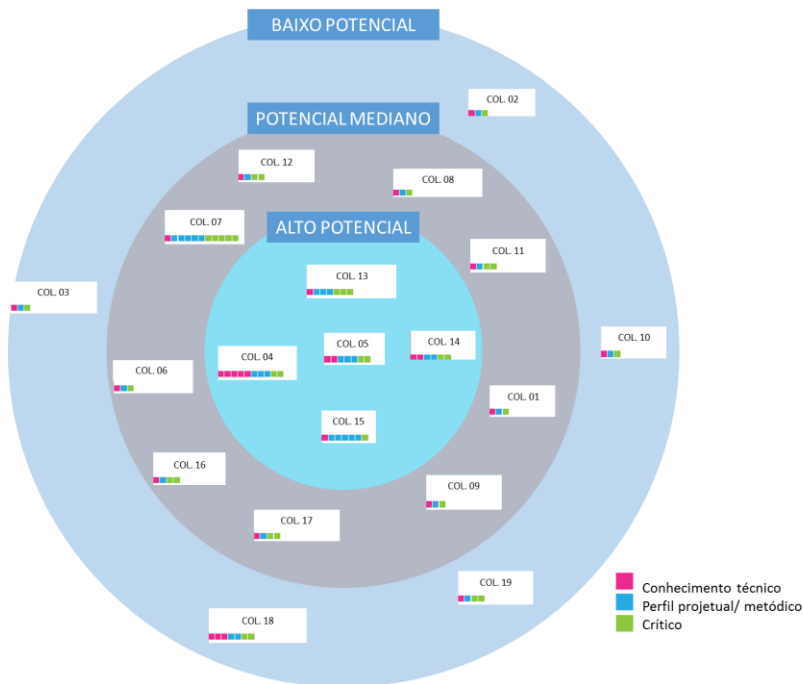 BAIXO POTENCIAL
COL. 02
POTENCIAL MEDIANO
COL. 12
COL. 08
COL. 07
ALTO POTENCIAL
COL. 11
COL. 13
COL. 03
COL. 05
COL. 14
COL. 10
COL. 04
COL. 06
COL. 01
COL. 15
COL. 16
COL. 09
COL. 17
COL. 19
COL. 18
Conhecimento técnico
Perfil projetual/ metódico
Crítico